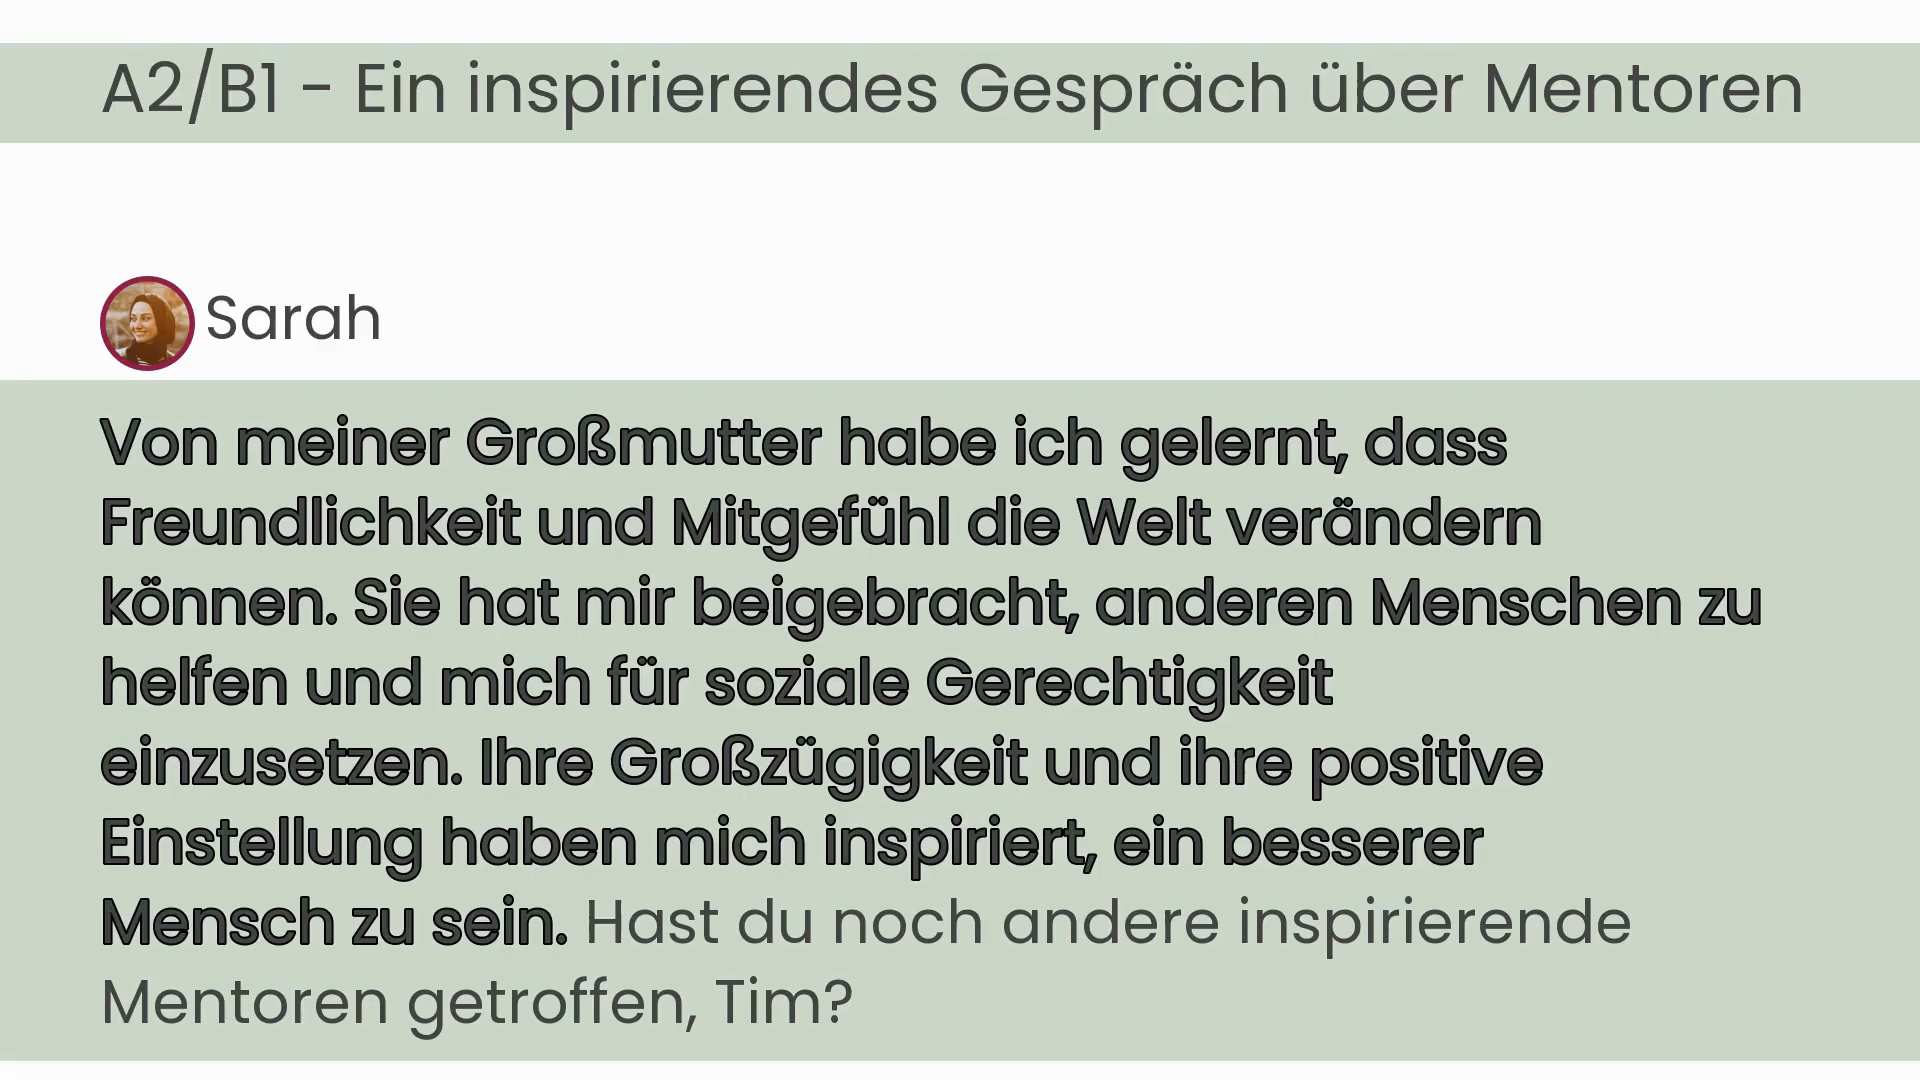 A2/B1 - Ein inspirierendes Gespräch über Mentoren
Sarah
Von meiner Großmutter habe ich gelernt, dass
Freundlichkeit und Mitgefühl die Welt verändern
können. Sie hat mir beigebracht, anderen Menschen zu
helfen und mich für soziale Gerechtigkeit
einzusetzen. Ihre Großzügigkeit und ihre positive
Einstellung haben mich inspiriert, ein besserer
Mensch zu sein. Hast du noch andere inspirierende
Mentoren getroffen, Tim?